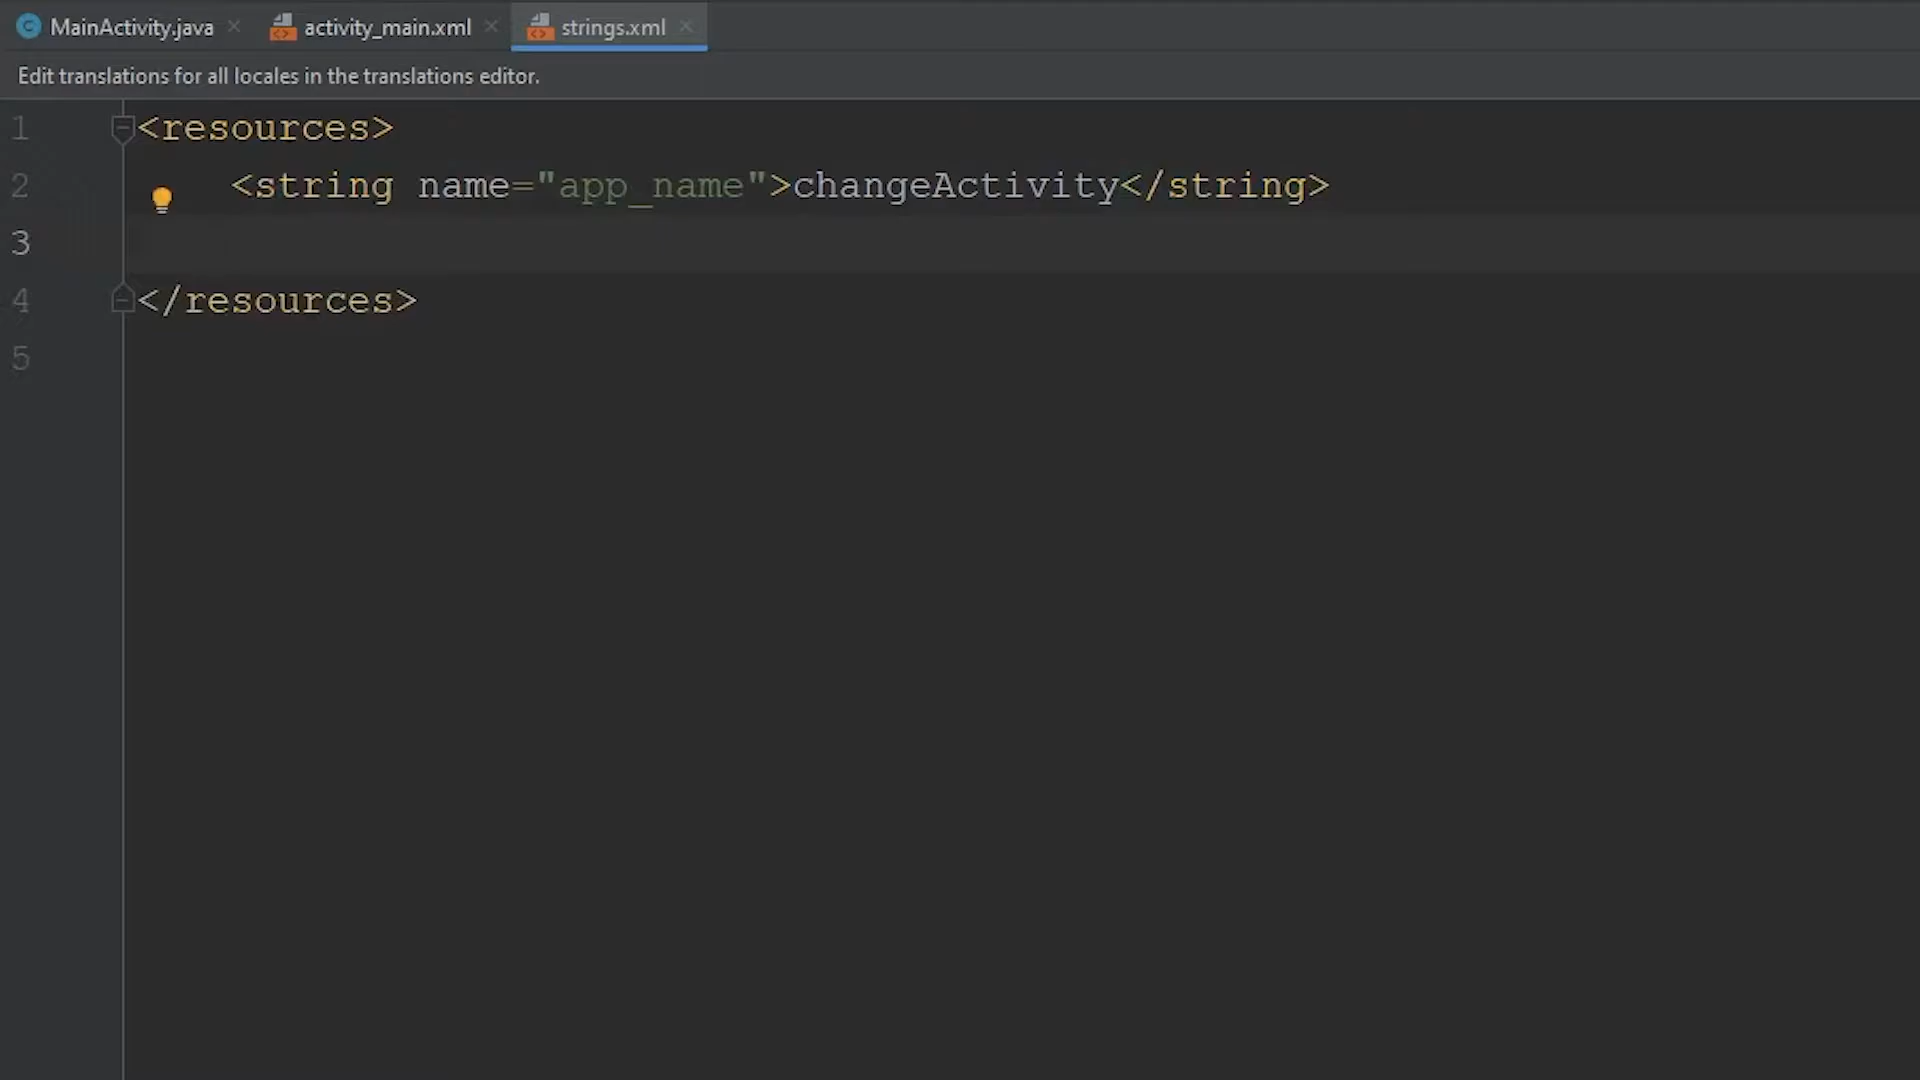 MainActivity.java activity_main.xml strings.xml
Edit translations for all locales in the translations editor.
1 <resources>
2 <string name="app_name">changeActivity</string>
3
4 </resources>
5